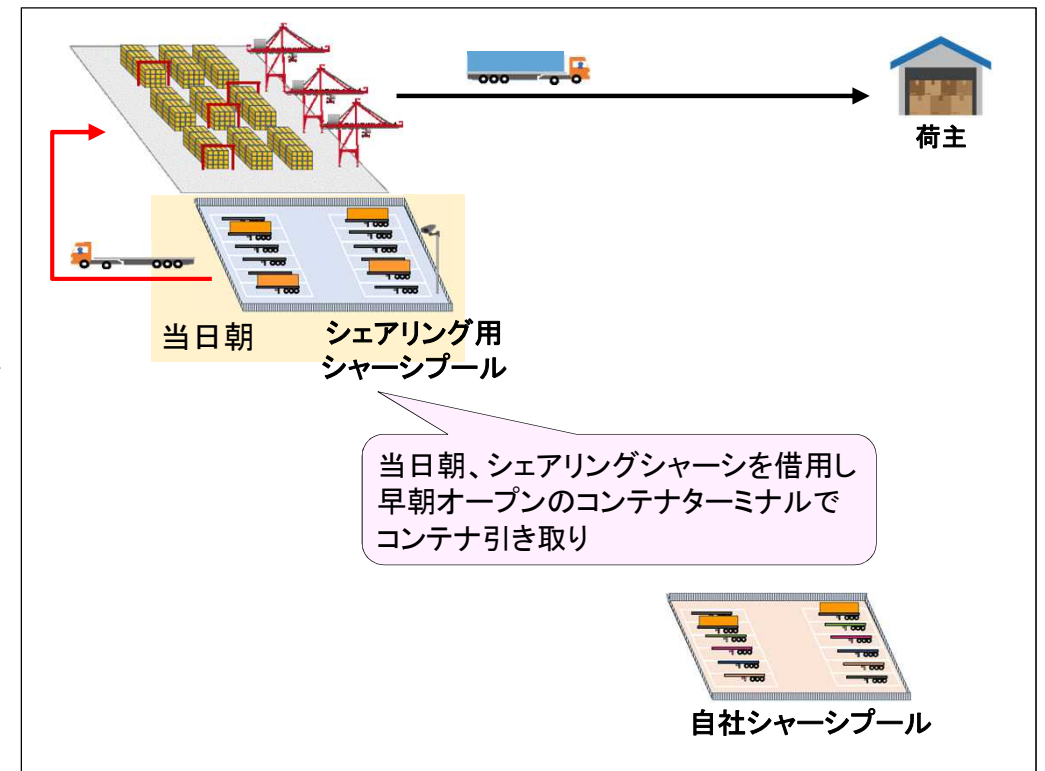 荷主
当日朝
シェアリング用
シャーシプール
当日朝、シェアリングシャーシを借用し
早朝オープンのコンテナターミナルで
コンテナ引き取り
自社シャーシプール